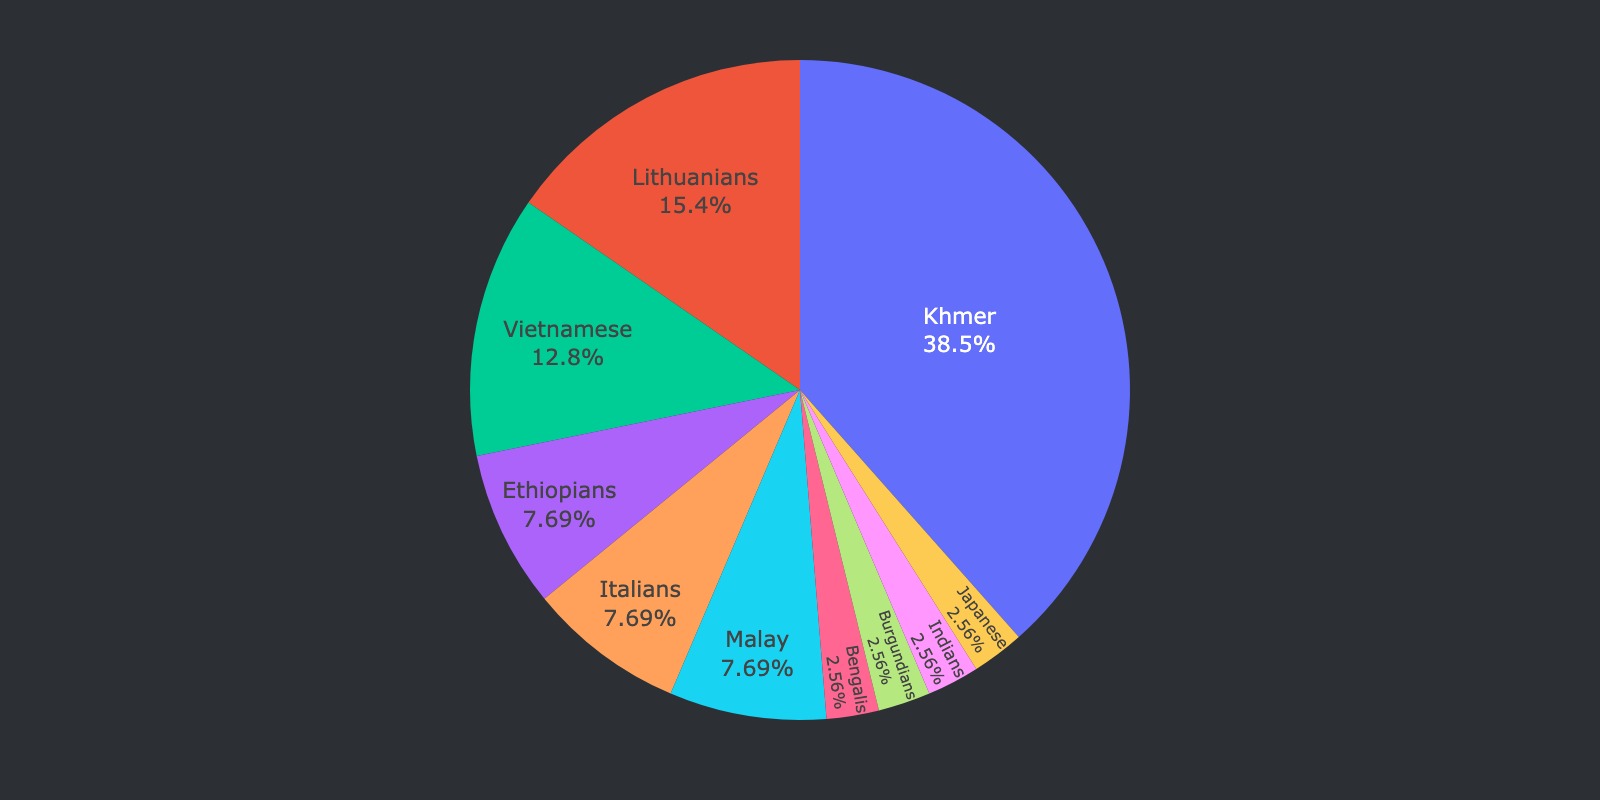 Lithuanians
15.4%
Khmer
38.5%
Vietnamese
12.8%
Ethiopians
7.69%
Italians
7.69%
Malay
7.69%
Bengalis
2.56%
Burgundians
2.56%
Indians
2.56%
Japanese
2.56%